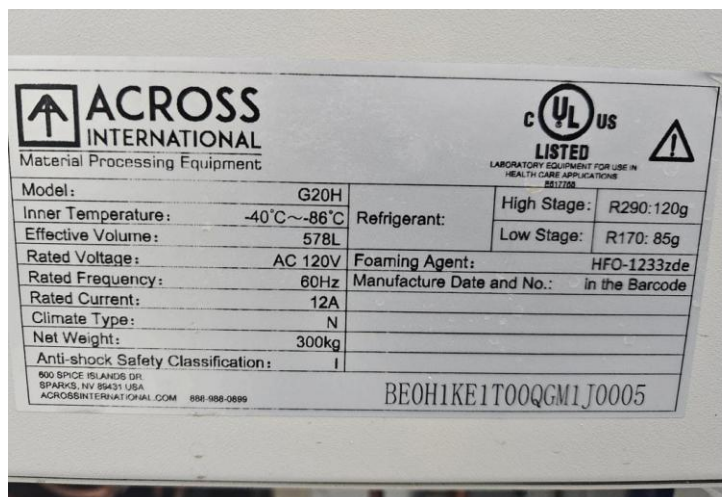 ACROSS
INTERNATIONAL
Material Processing Equipment
C UL US
LISTED
LABORATORY EQUIPMENT FOR USE IN
HEALTH CARE APPLICATIONS
Model: G20H
Inner Temperature: -40°C~-86°C
Effective Volume: 578L
Rated Voltage: AC 120V
Rated Frequency: 60Hz
Rated Current: 12A
Climate Type: N
Net Weight: 300kg
Anti-shock Safety Classification: I
Refrigerant:
High Stage: R290:120g
Low Stage: R170: 85g
Foaming Agent: HFO-1233zde
Manufacture Date and No.: in the Barcode
600 SPICE ISLANDS DR.
SPARKS, NV 89431 USA
ACROSSINTERNATIONAL.COM 888-988-0899
BE0H1KE1T00QGM1J0005